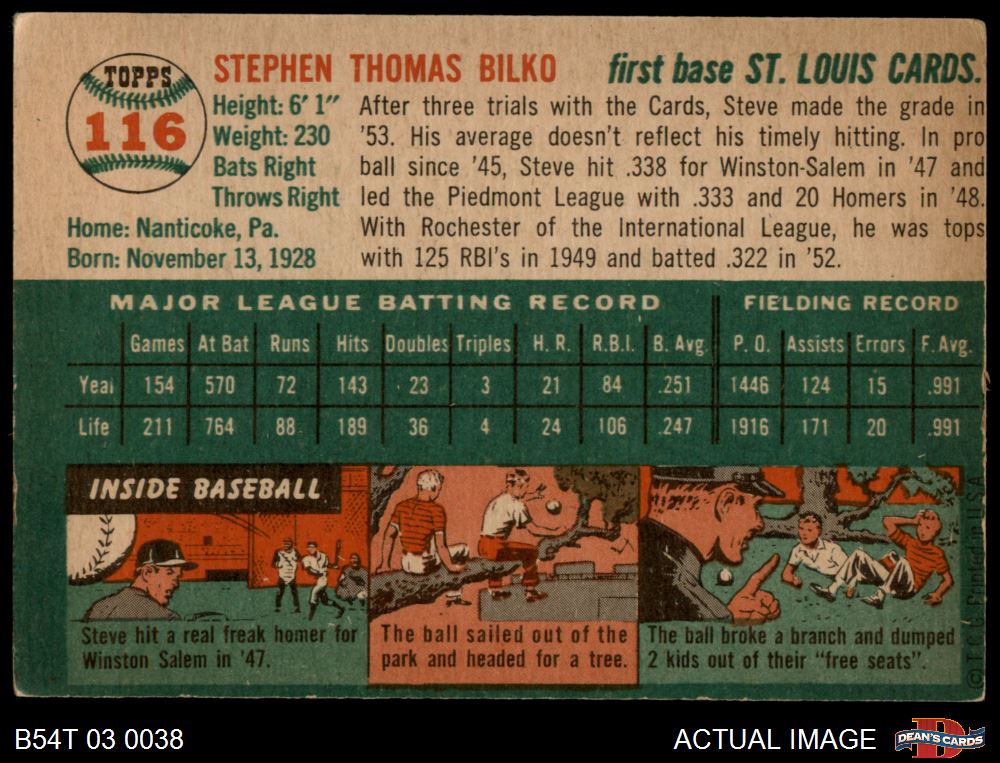 TOPPS
116
STEPHEN THOMAS BILKO
first base ST. LOUIS CARDS.
Height: 6' 1"
Weight: 230
Bats Right
Throws Right
Home: Nanticoke, Pa.
Born: November 13, 1928
After three trials with the Cards, Steve made the grade in
'53. His average doesn't reflect his timely hitting. In pro
ball since '45, Steve hit .338 for Winston-Salem in '47 and
led the Piedmont League with .333 and 20 Homers in '48.
With Rochester of the International League, he was tops
with 125 RBI's in 1949 and batted .322 in '52.
MAJOR LEAGUE BATTING RECORD FIELDING RECORD
Games At Bat Runs Hits Doubles Triples H. R. R.B.I. B. Avg. P. O. Assists Errors F. Avg.
Year 154 570 72 143 23 3 21 84 .251 1446 124 15 .991
Life 211 764 88 189 36 4 24 106 .247 1916 171 20 .991
INSIDE BASEBALL
Steve hit a real freak homer for
Winston Salem in '47.
The ball sailed out of the
park and headed for a tree.
The ball broke a branch and dumped
2 kids out of their "free seats".
© T.C.G. Printed in U.S.A.
B54T 03 0038
ACTUAL IMAGE
DEAN'S CARDS